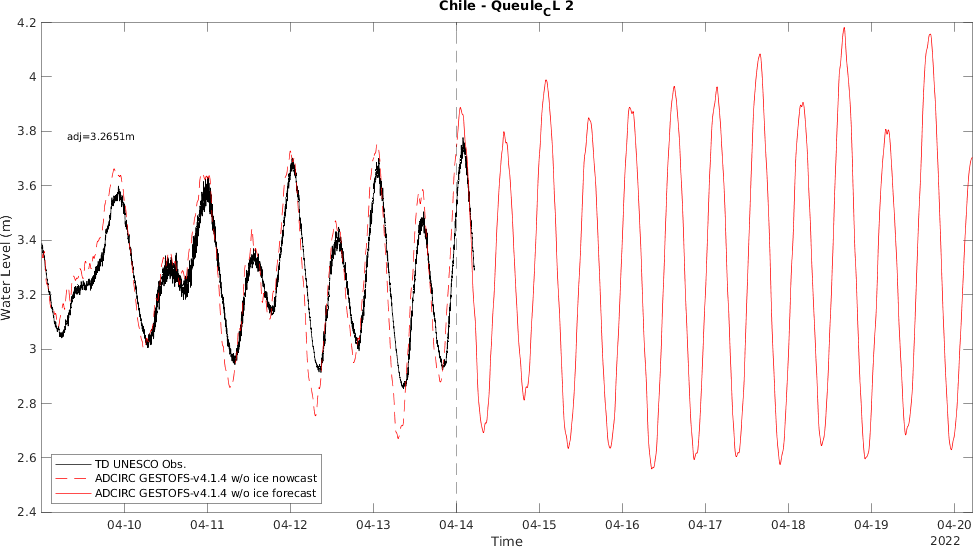 Chile - Queule_CL 2
4.2
4
3.8
3.6
3.4
3.2
3
2.8
2.6
2.4
Water Level (m)
adj=3.2651m
TD UNESCO Obs.
ADCIRC GESTOFS-v4.1.4 w/o ice nowcast
ADCIRC GESTOFS-v4.1.4 w/o ice forecast
04-10 04-11 04-12 04-13 04-14 04-15 04-16 04-17 04-18 04-19 04-20
Time
2022